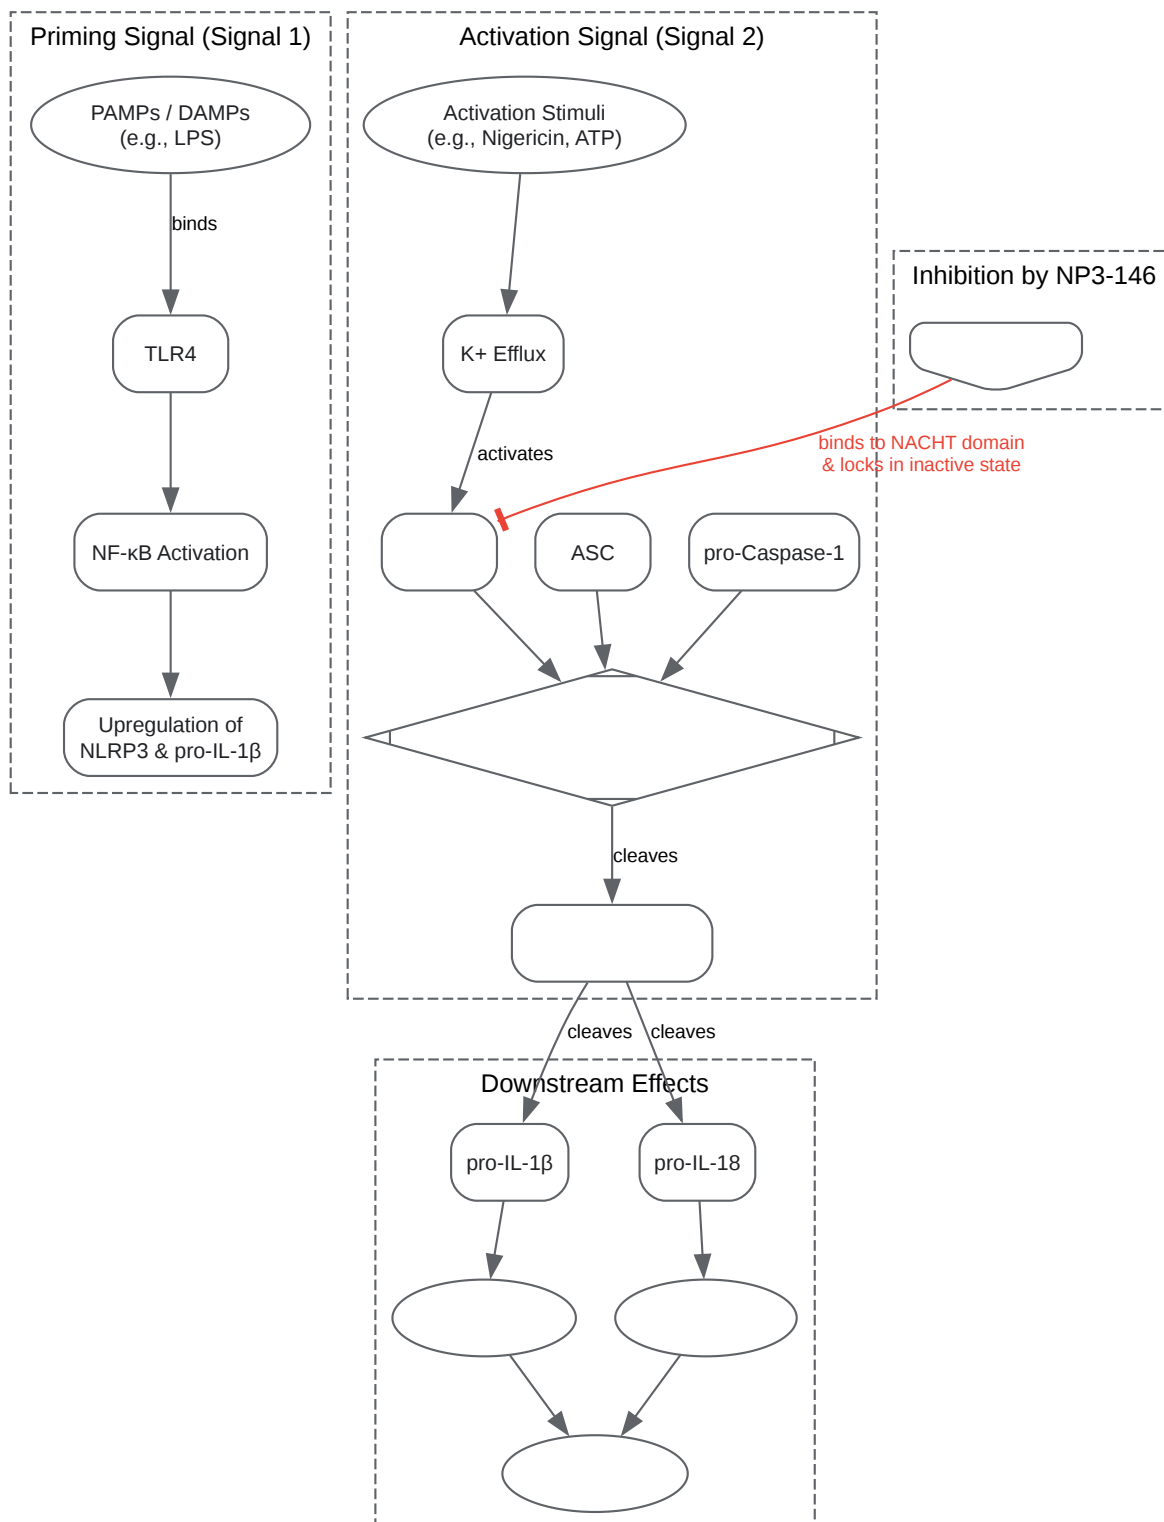 Priming Signal (Signal 1)
PAMPs / DAMPs
(e.g., LPS)
binds
TLR4
NF-κB Activation
Upregulation of
NLRP3 & pro-IL-1β
Activation Signal (Signal 2)
Activation Stimuli
(e.g., Nigericin, ATP)
K+ Efflux
activates
ASC
pro-Caspase-1
cleaves
Inhibition by NP3-146
binds to NACHT domain
& locks in inactive state
cleaves
cleaves
Downstream Effects
pro-IL-1β
pro-IL-18